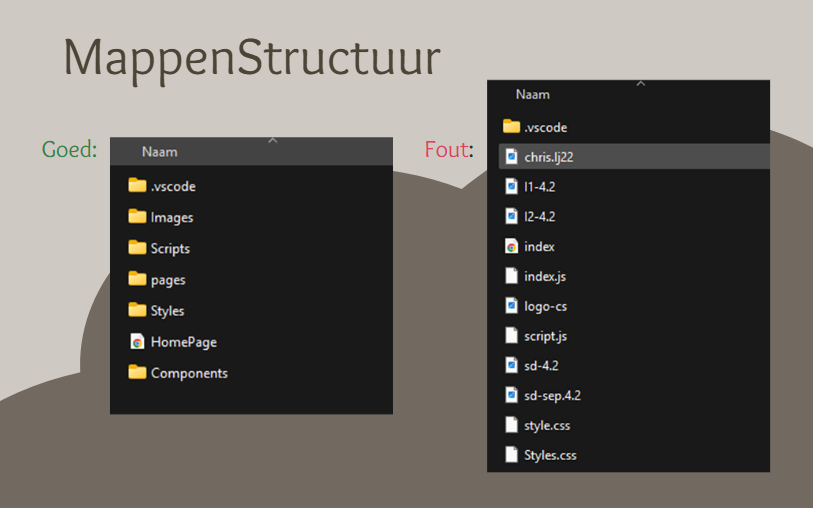 MappenStructuur
Goed:
Naam
.vscode
Images
Scripts
pages
Styles
HomePage
Components
Fout:
Naam
.vscode
chris.lj22
l1-4.2
l2-4.2
index
index.js
logo-cs
script.js
sd-4.2
sd-sep.4.2
style.css
Styles.css